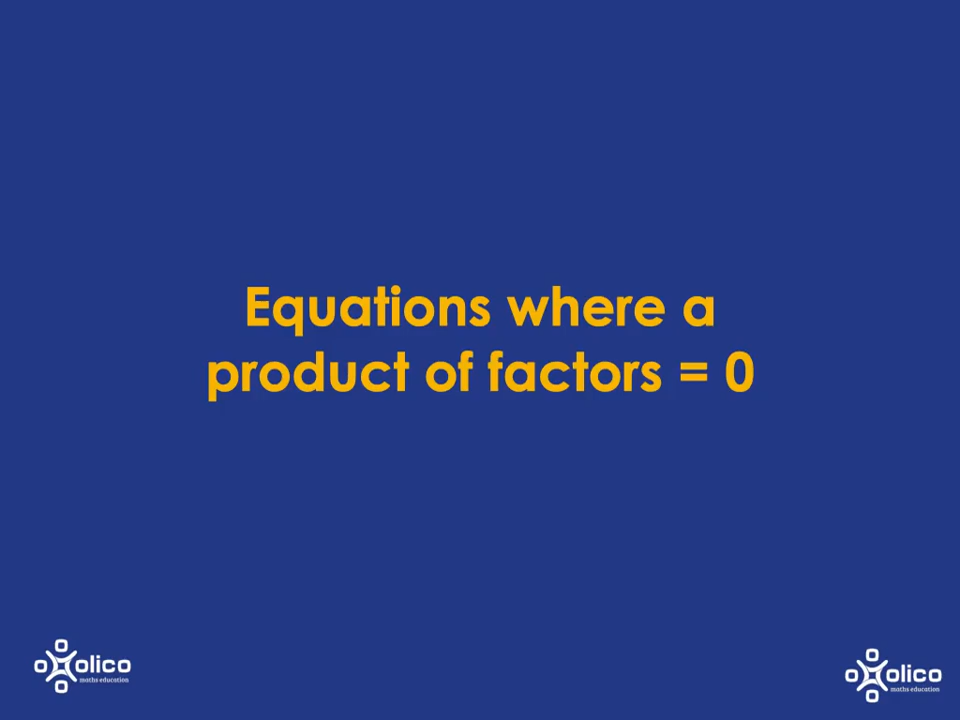 Equations where a
product of factors = 0
olico
maths education
olico
maths education